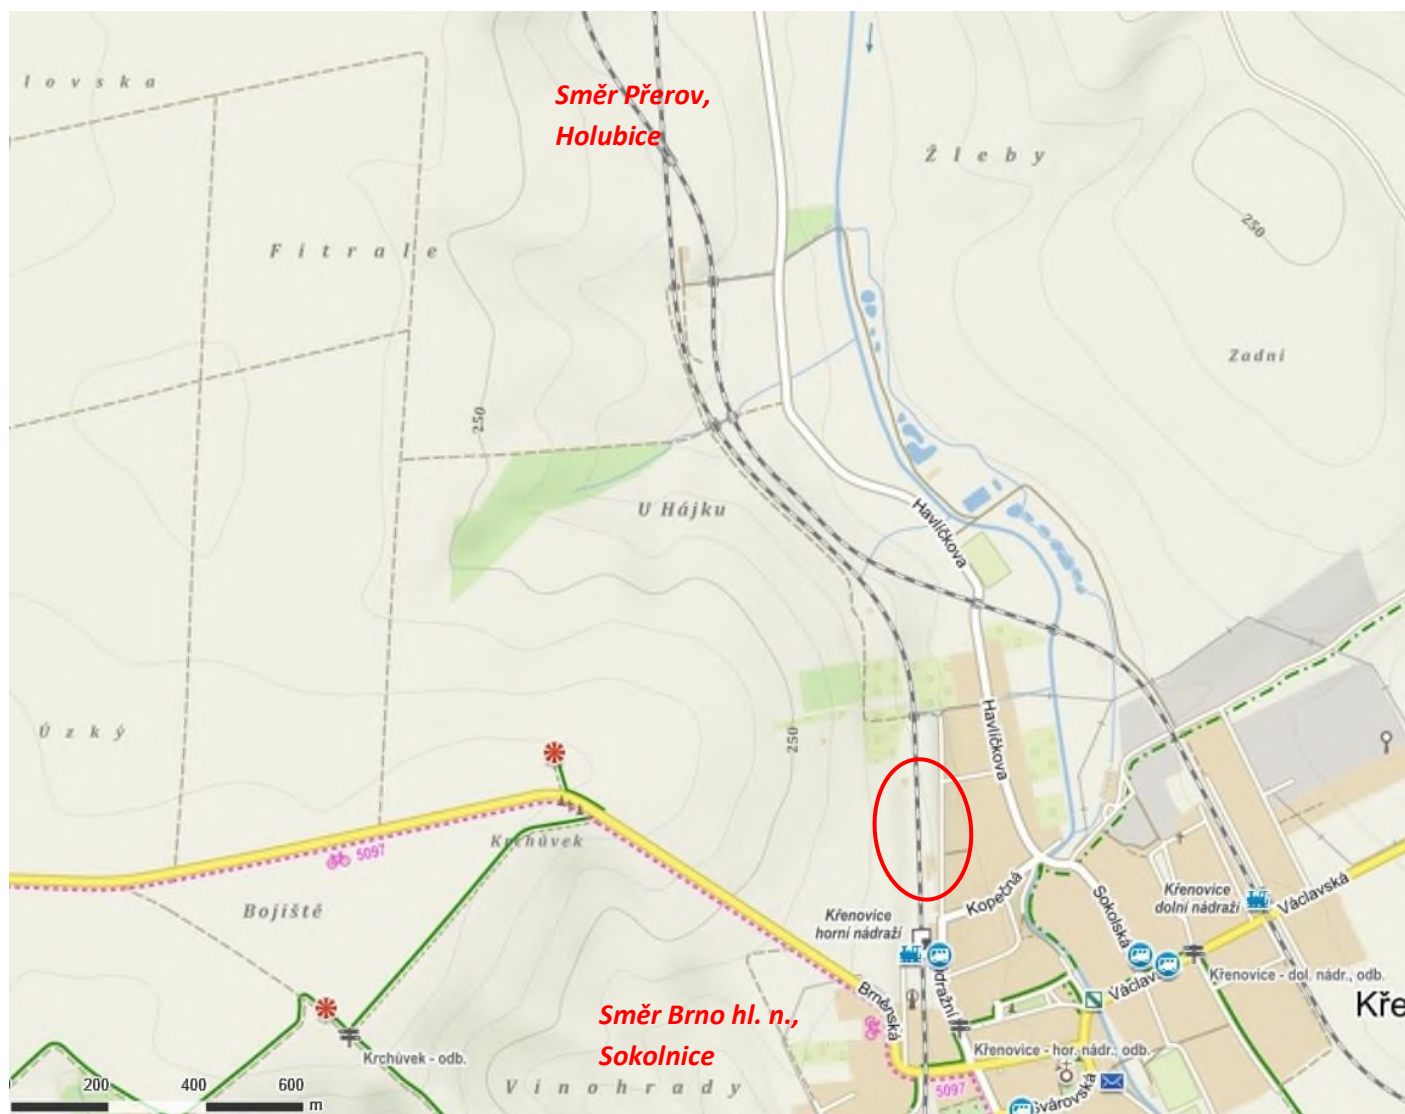 lovska
Směr Přerov,
Holubice
Žleby
Fitrale
250
Zadní
250
U Hájku
Havlíčkova
Havlíčkova
250
Úzký
5097
Krchůvek
Bojiště
Kopečná
Křenovice
horní nádraží
Sokolská
Křenovice
dolní nádraží
Václavská
Křenovice - dol. nádr., odb.
Václav
Brněnská
odražní
Směr Brno hl. n.,
Sokolnice
Kře
Krchůvek - odb.
Křenovice - hor. nádr., odb.
Vinohrady
5097
Svárovská
200 400 600
m